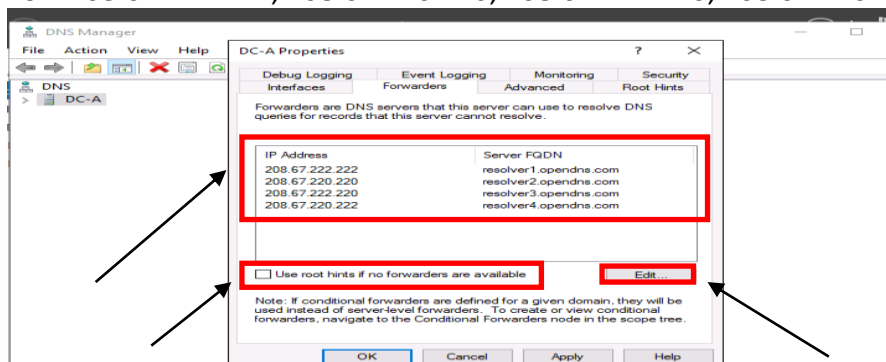 DNS Manager
File Action View Help
DNS
DC-A
DC-A Properties ? ×
Debug Logging Event Logging Monitoring Security
Interfaces Forwarders Advanced Root Hints
Forwarders are DNS servers that this server can use to resolve DNS
queries for records that this server cannot resolve.
IP Address Server FQDN
208.67.222.222 resolver1.opendns.com
208.67.220.220 resolver2.opendns.com
208.67.222.220 resolver3.opendns.com
208.67.220.222 resolver4.opendns.com
Use root hints if no forwarders are available Edit...
Note: If conditional forwarders are defined for a given domain, they will be
used instead of server-level forwarders. To create or view conditional
forwarders, navigate to the Conditional Forwarders node in the scope tree.
OK Cancel Apply Help